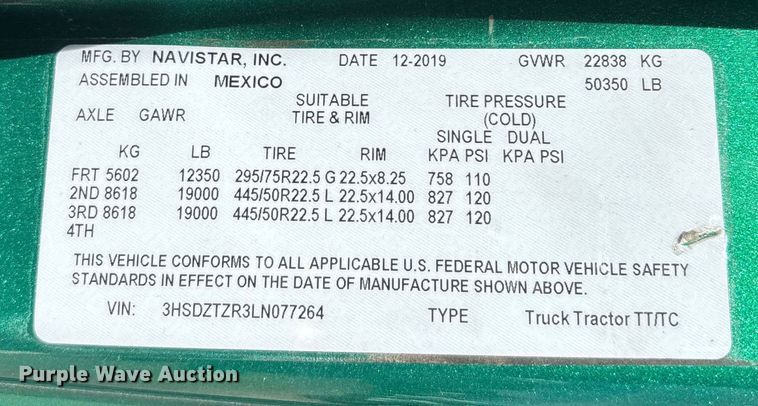 MFG. BY NAVISTAR, INC. DATE 12-2019 GVWR 22838 KG
ASSEMBLED IN MEXICO 50350 LB
SUITABLE TIRE PRESSURE
AXLE GAWR TIRE & RIM (COLD)
SINGLE DUAL
KG LB TIRE RIM KPA PSI KPA PSI
FRT 5602 12350 295/75R22.5 G 22.5x8.25 758 110
2ND 8618 19000 445/50R22.5 L 22.5x14.00 827 120
3RD 8618 19000 445/50R22.5 L 22.5x14.00 827 120
4TH
THIS VEHICLE CONFORMS TO ALL APPLICABLE U.S. FEDERAL MOTOR VEHICLE SAFETY
STANDARDS IN EFFECT ON THE DATE OF MANUFACTURE SHOWN ABOVE.
VIN: 3HSDZTZR3LN077264 TYPE Truck Tractor TT/TC
Purple Wave Auction